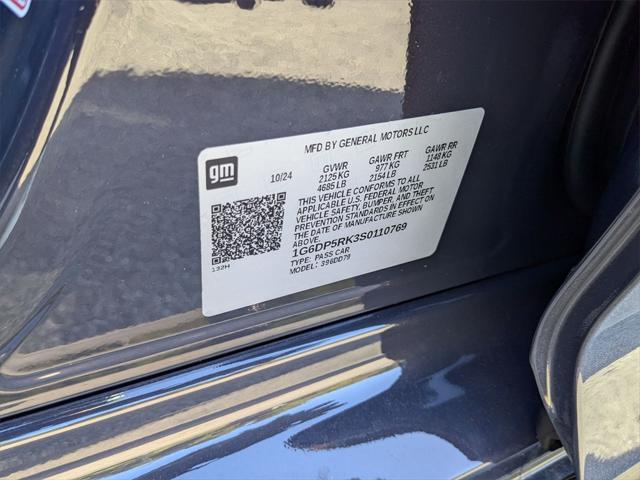 MFD BY GENERAL MOTORS LLC
gm
10/24
GVWR
2125 KG
4685 LB
GAWR FRT
977 KG
2154 LB
GAWR RR
1148 KG
2531 LB
THIS VEHICLE CONFORMS TO ALL
APPLICABLE U.S. FEDERAL MOTOR
VEHICLE SAFETY, BUMPER, AND THEFT
PREVENTION STANDARDS IN EFFECT ON
THE DATE OF MANUFACTURE SHOWN
ABOVE.
1G6DP5RK3S0110769
TYPE: PASS CAR
MODEL: 396DD79
132H